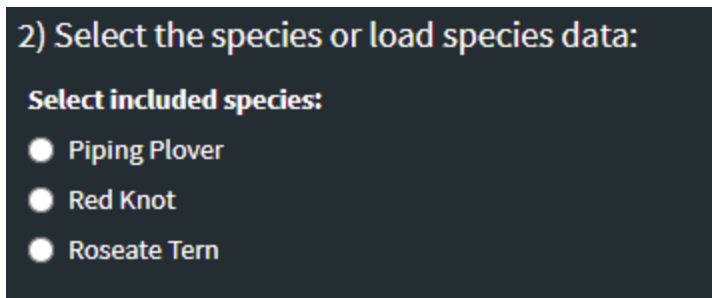 2) Select the species or load species data:
Select included species:
Piping Plover
Red Knot
Roseate Tern